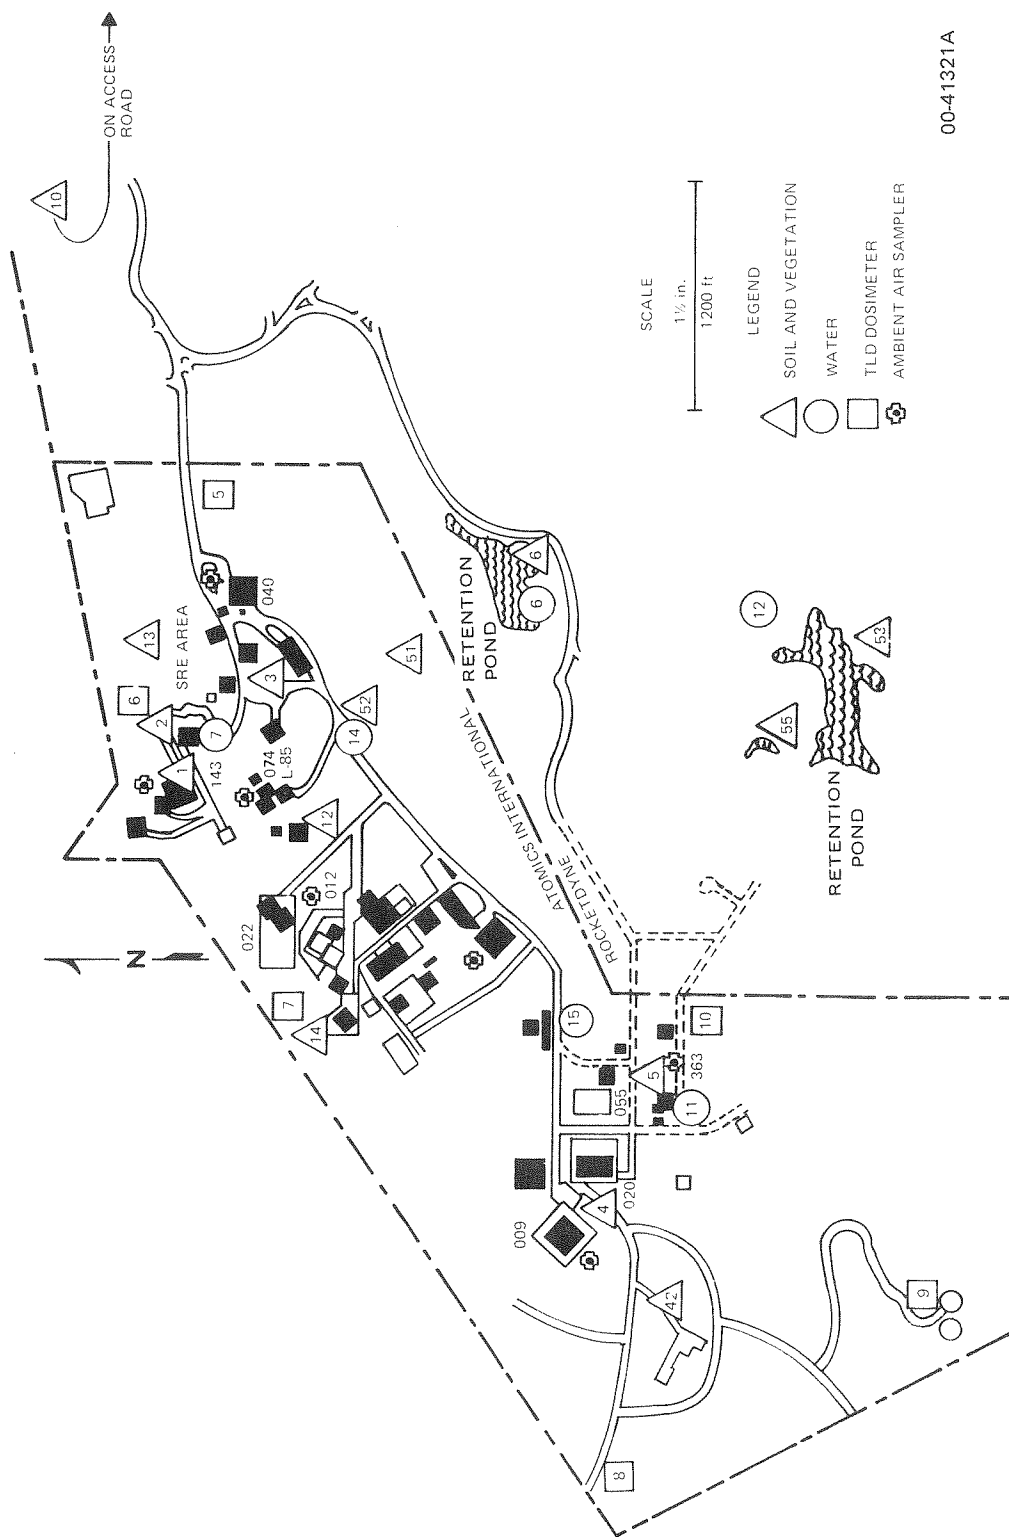 10
ON ACCESS
ROAD
5
13
SRE AREA
040
6
2
3
7
1
143
074
L-85
51
52
14
12
RETENTION
POND
6
6
022
012
ATOMICS INTERNATIONAL
ROCKETDYNE
7
14
15
10
5
363
055
11
020
4
009
42
9
8
12
53
55
RETENTION
POND
N
SCALE
1½ in.
1200 ft
LEGEND
SOIL AND VEGETATION
WATER
TLD DOSIMETER
AMBIENT AIR SAMPLER
00-41321A